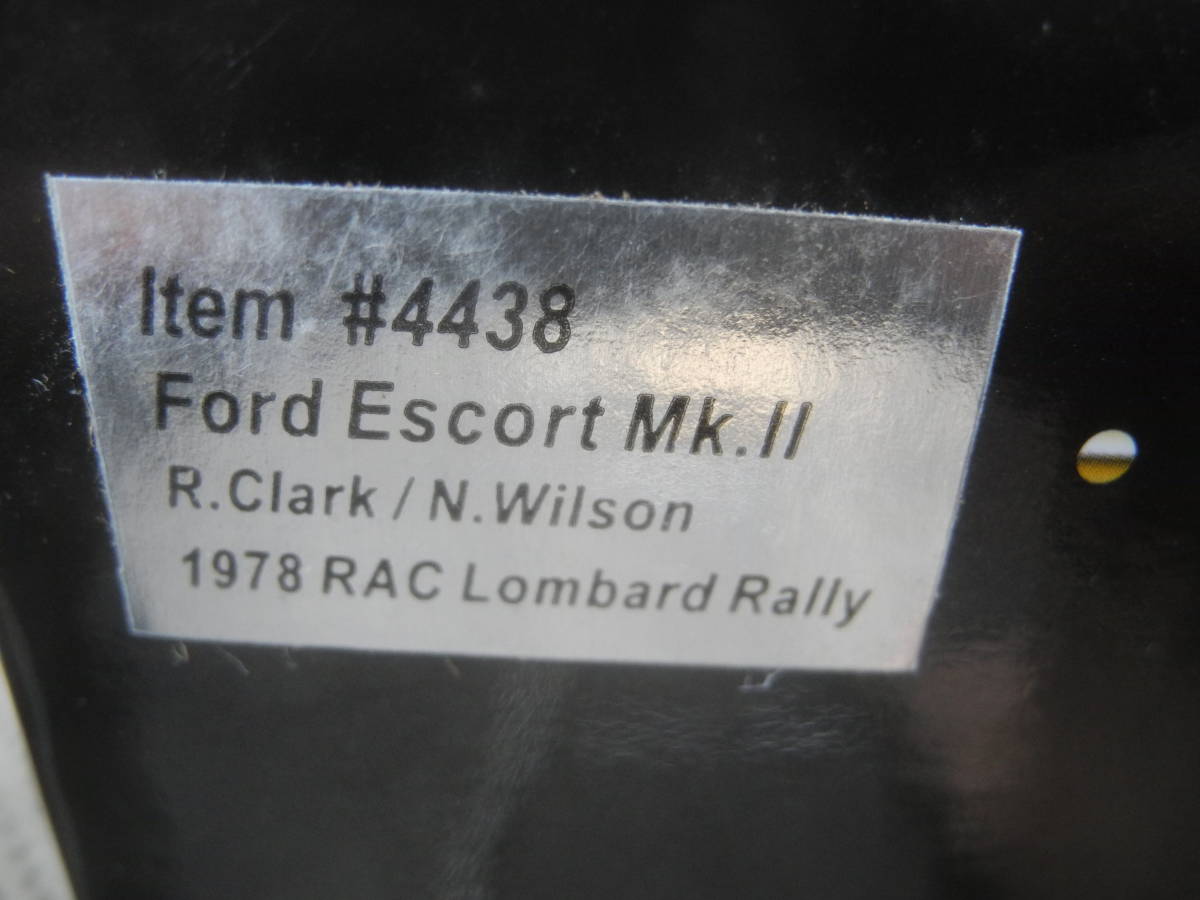 Item #4438
Ford Escort Mk.II
R.Clark / N.Wilson
1978 RAC Lombard Rally